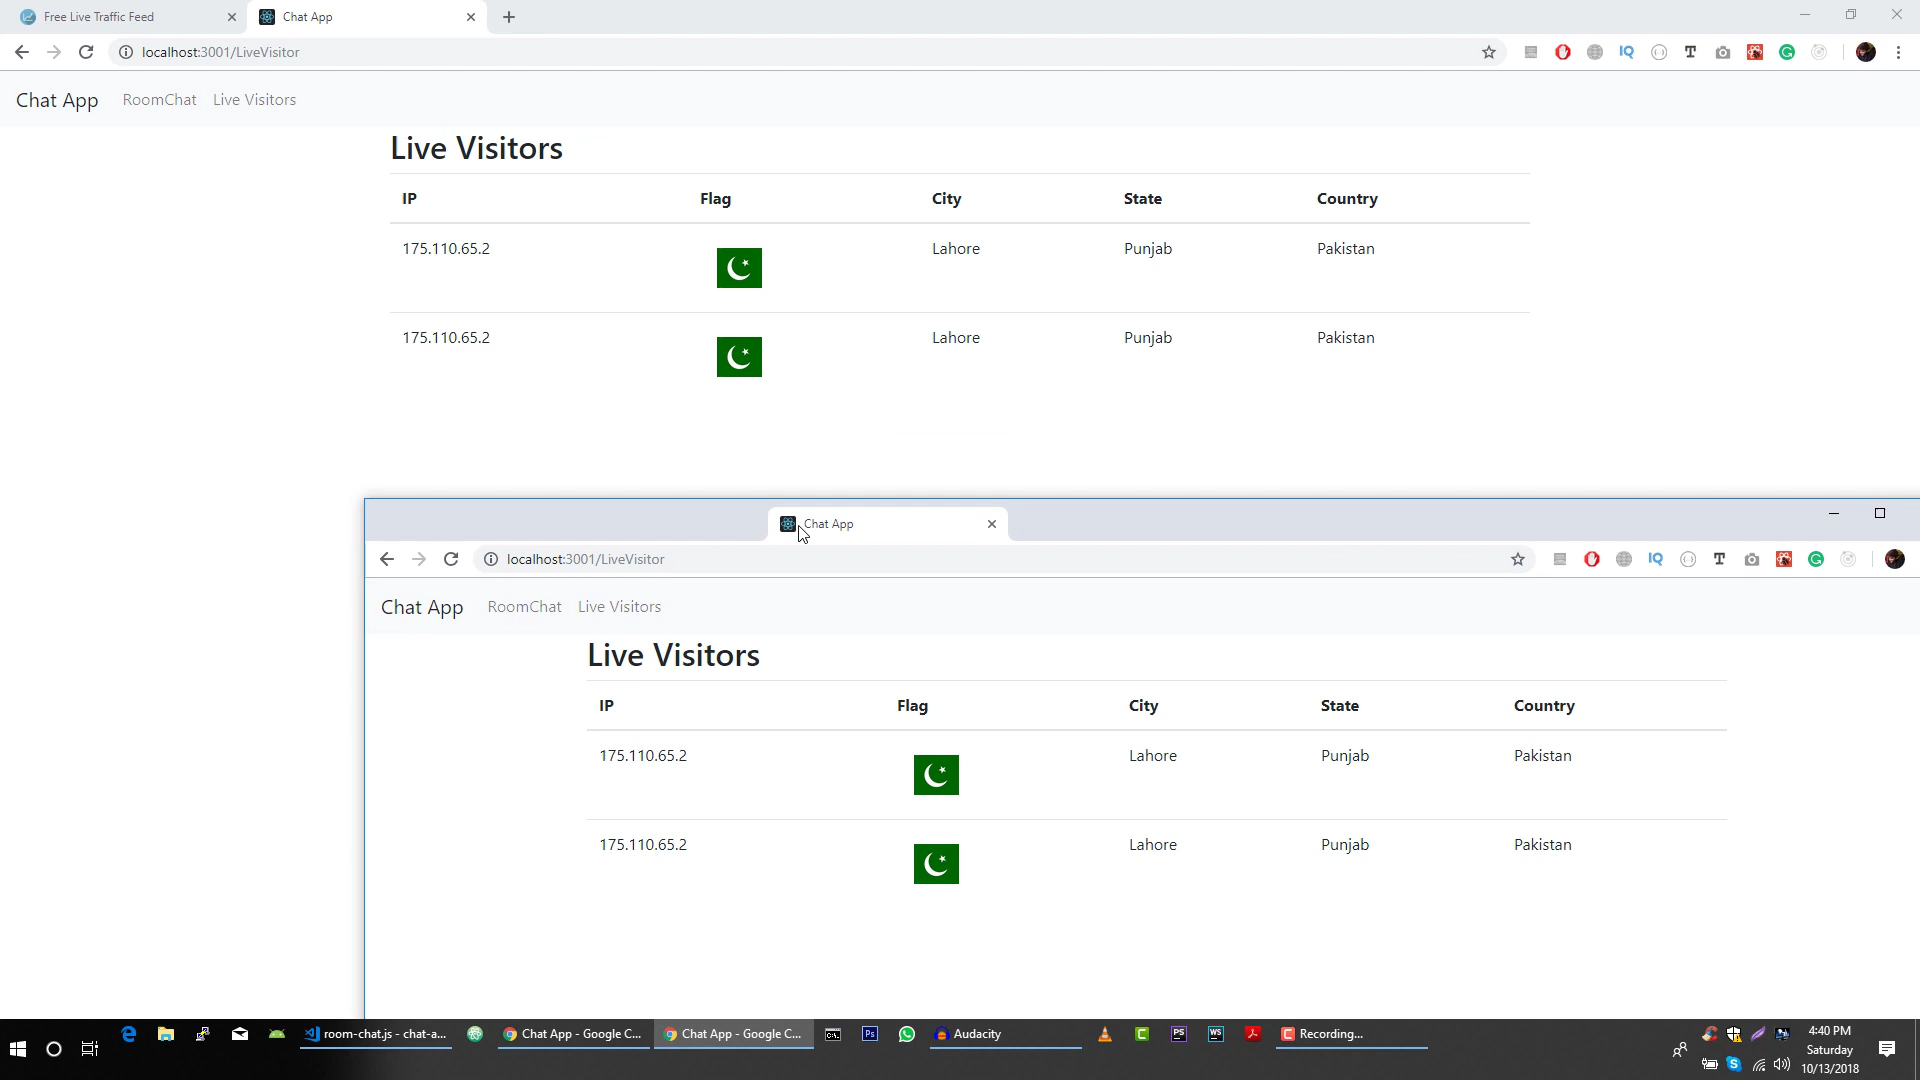 Free Live Traffic Feed
Chat App
localhost:3001/LiveVisitor
Chat App RoomChat Live Visitors
Live Visitors
IP Flag City State Country
175.110.65.2 Lahore Punjab Pakistan
175.110.65.2 Lahore Punjab Pakistan
Chat App
localhost:3001/LiveVisitor
Chat App RoomChat Live Visitors
Live Visitors
IP Flag City State Country
175.110.65.2 Lahore Punjab Pakistan
175.110.65.2 Lahore Punjab Pakistan
room-chat.js - chat-a... Chat App - Google C... Chat App - Google C... Audacity Recording...
4:40 PM
Saturday
10/13/2018